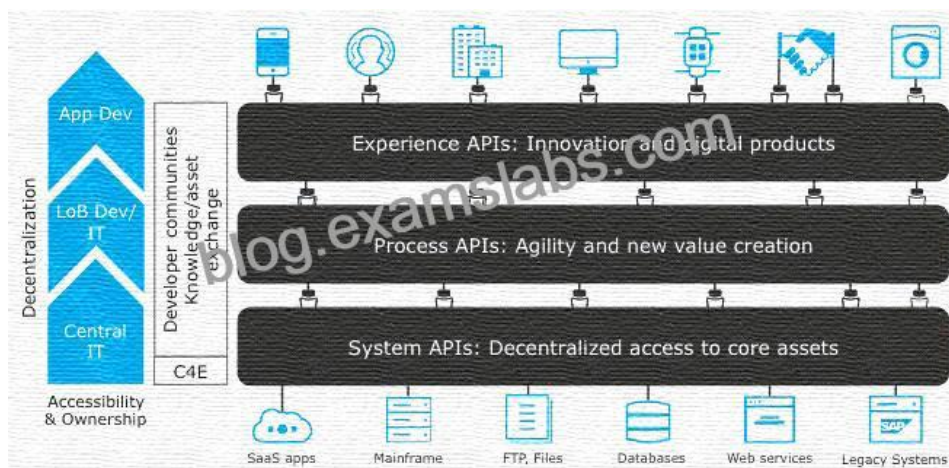 App Dev
LoB Dev/
IT
Central
IT
Decentralization
Accessibility
& Ownership
Developer communities
Knowledge/asset
exchange
C4E
Experience APIs: Innovation and digital products
Process APIs: Agility and new value creation
System APIs: Decentralized access to core assets
blog.examslabs.com
SaaS apps
Mainframe
FTP, Files
Databases
Web services
SAP
Legacy Systems